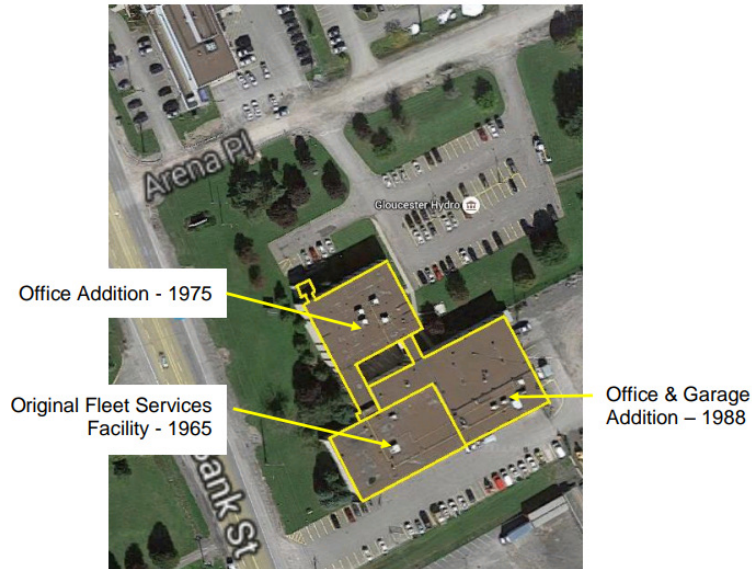 Arena Pl
Gloucester Hydro
Office Addition - 1975
Original Fleet Services
Facility - 1965
Office & Garage
Addition – 1988
Bank St